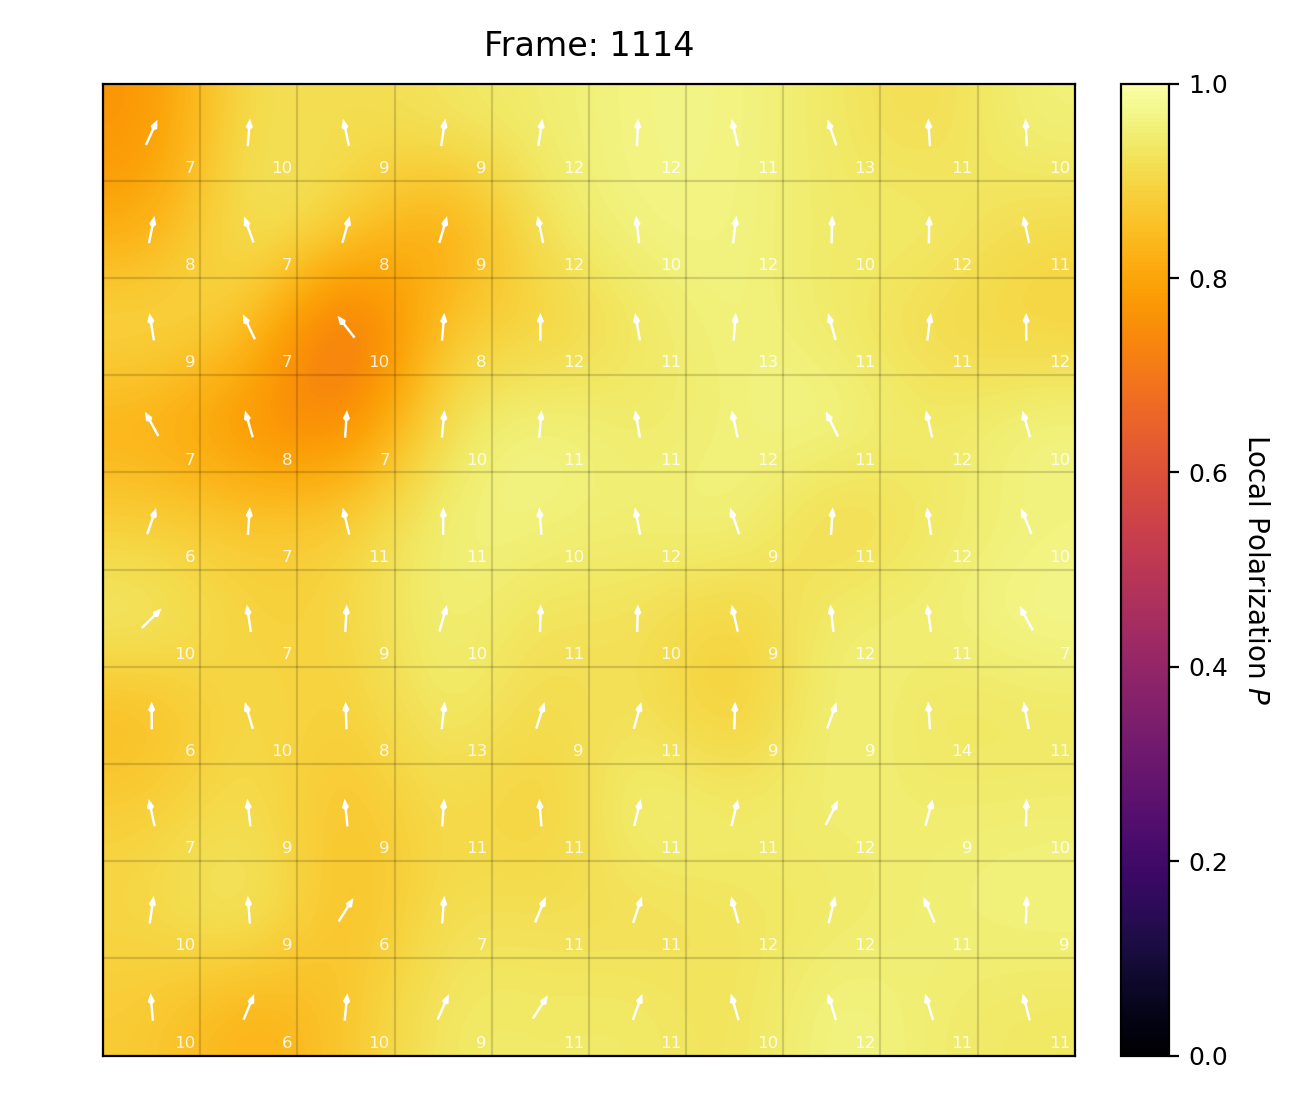 Frame: 1114
7 10 9 9 12 12 11 13 11 10
8 7 8 9 12 10 12 10 12 11
9 7 10 8 12 11 13 11 11 12
7 8 7 10 11 11 12 11 12 10
6 7 11 11 10 12 9 11 12 10
10 7 9 10 11 10 9 12 11 7
6 10 8 13 9 11 9 9 14 11
7 9 9 11 11 11 11 12 9 10
10 9 6 7 11 11 12 12 11 9
10 6 10 9 11 11 10 12 11 11
1.0
0.8
0.6
0.4
0.2
0.0
Local Polarization P